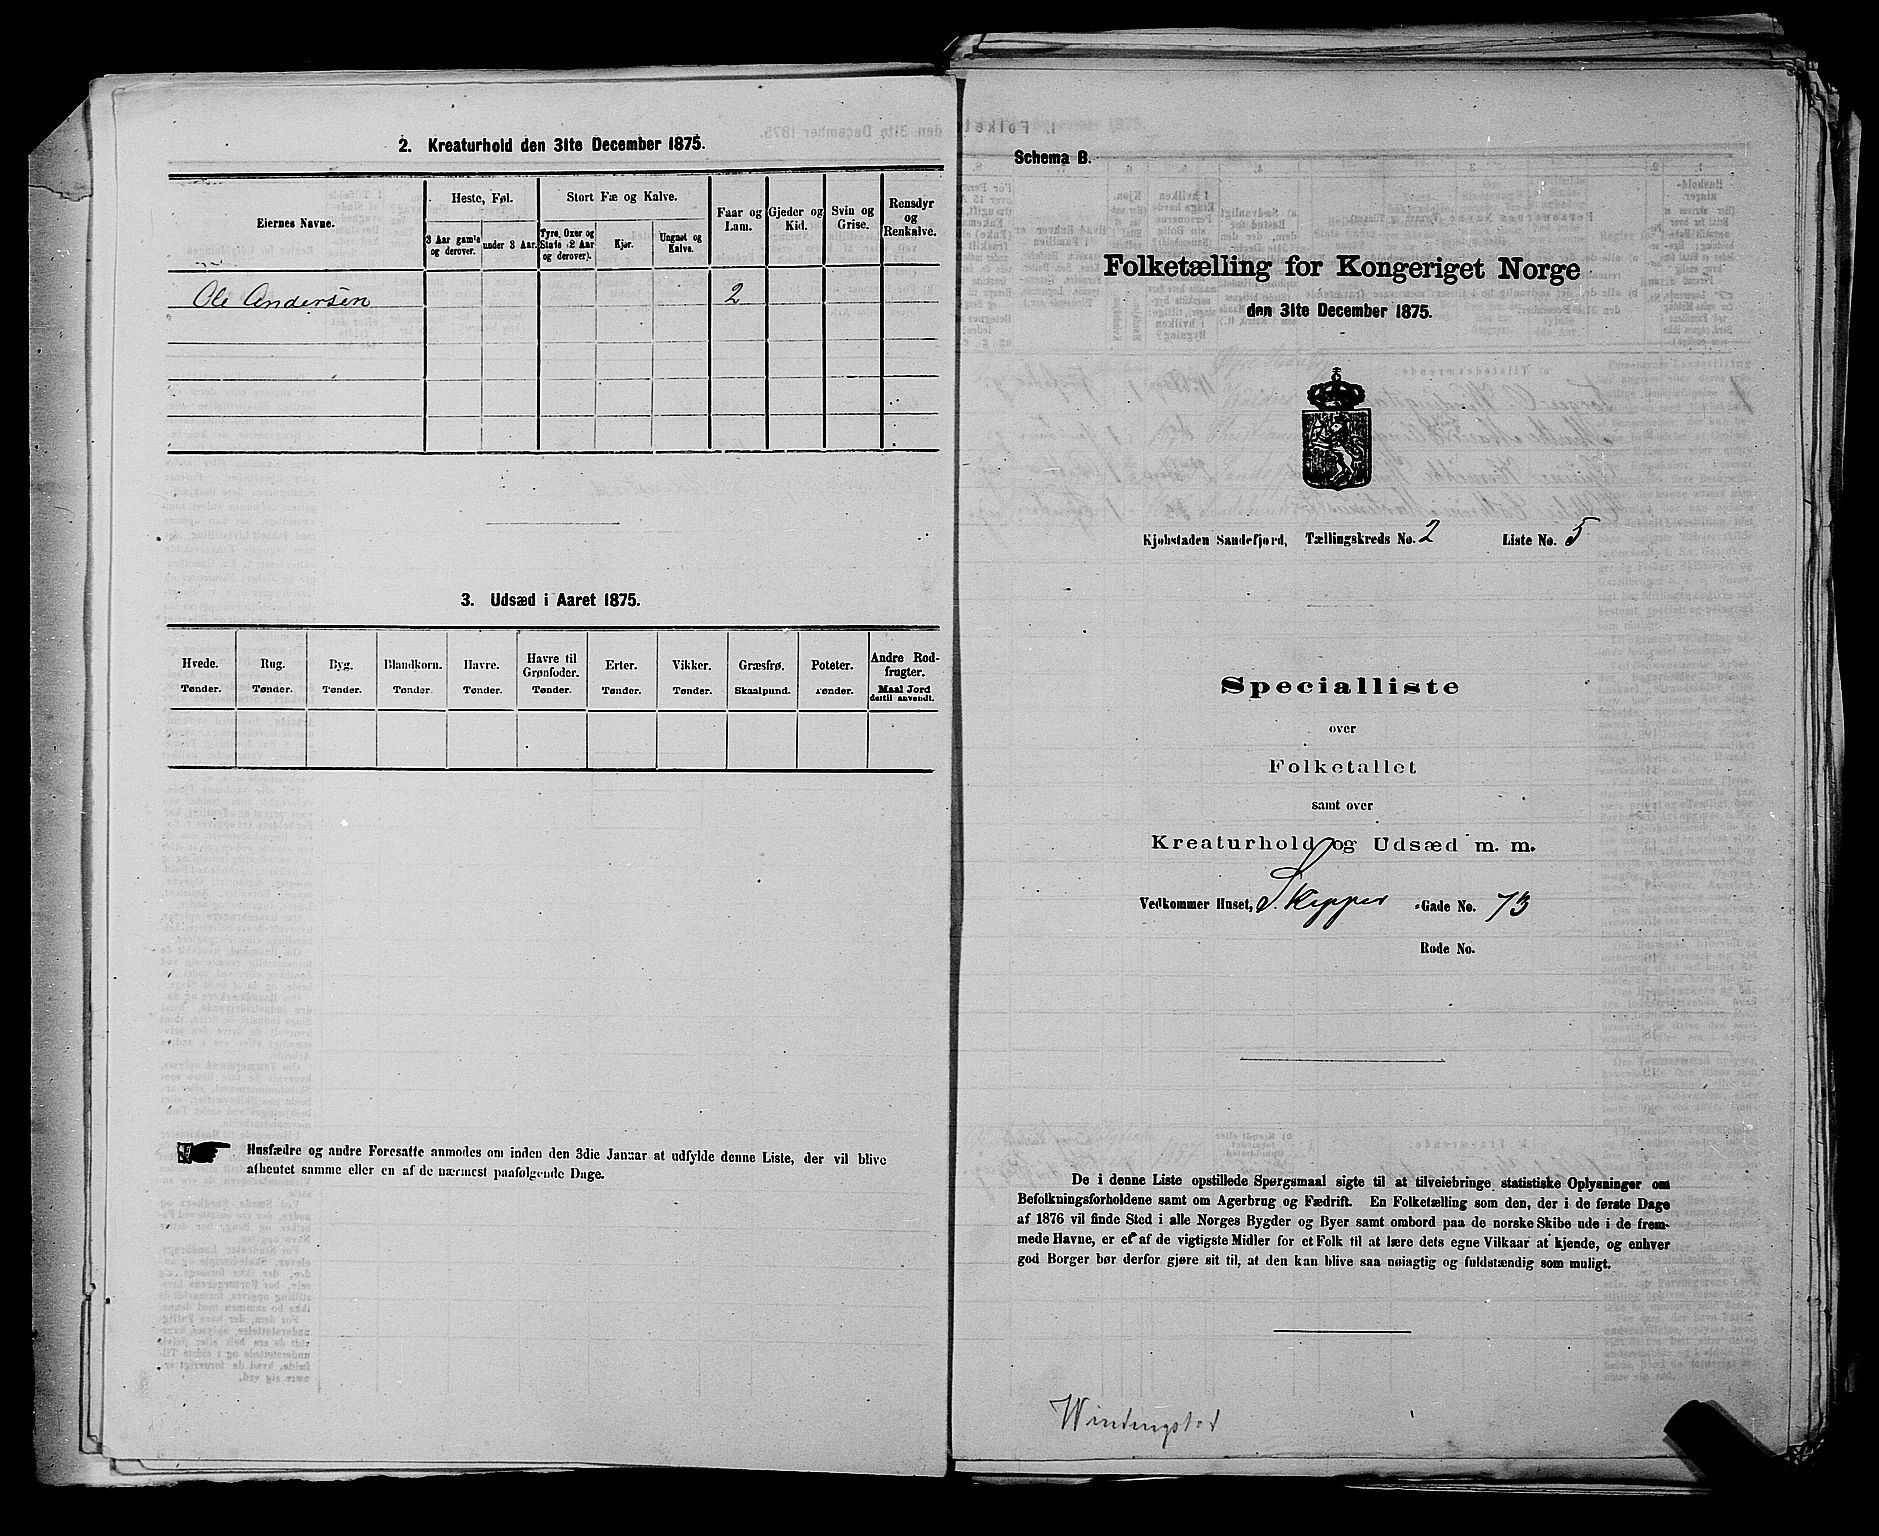 2. Kreaturhold den 31te December 1875.
Eiernes Navne.
Heste, Føl.
3 Aar gamle og derover.
under 3 Aar.
Stort Fæ og Kalve.
Tyre, Oxer og Stute (2 Aar og derover).
Kjør.
Ungnøt og Kalve.
Faar og Lam.
Gjeder og Kid.
Svin og Grise.
Rensdyr og Renkalve.
Ole Andersen 2
3. Udsæd i Aaret 1875.
Hvede. Rug. Byg. Blandkorn. Havre. Havre til Grønfoder. Erter. Vikker. Græsfrø. Poteter. Andre Rodfrugter.
Tønder. Tønder. Tønder. Tønder. Tønder. Tønder. Tønder. Tønder. Skaalpund. Tønder. Maal Jord dertil anvendt.
Husfædre og andre Foresatte anmodes om inden den 3die Januar at udfylde denne Liste, der vil blive
afhentet samme eller en af de nærmest paafølgende Dage.
Schema B.
Folketælling for Kongeriget Norge
den 31te December 1875.
Kjøbstaden Sandefjord, Tællingskreds No. 2 Liste No. 5
Specialliste
over
Folketallet
samt over
Kreaturhold og Udsæd m. m.
Vedkommer Huset, Skipper -Gade No. 73
Rode No.
De i denne Liste opstillede Spørgsmaal sigte til at tilveiebringe statistiske Oplysninger om
Befolkningsforholdene samt om Agerbrug og Fædrift. En Folketælling som den, der i de første Dage
af 1876 vil finde Sted i alle Norges Bygder og Byer samt ombord paa de norske Skibe ude i de frem-
mede Havne, er et af de vigtigste Midler for et Folk til at lære dets egne Vilkaar at kjende, og enhver
god Borger bør derfor gjøre sit til, at den kan blive saa nøiagtig og fuldstændig som muligt.
Windingstad